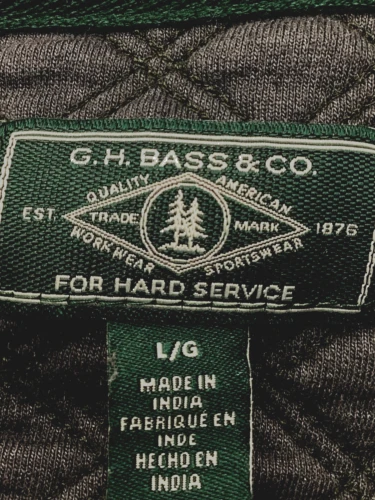 G.H. BASS & CO.
QUALITY AMERICAN
EST. TRADE MARK 1876
WORKWEAR SPORTSWEAR
FOR HARD SERVICE
L/G
MADE IN
INDIA
FABRIQUÉ EN
INDE
HECHO EN
INDIA